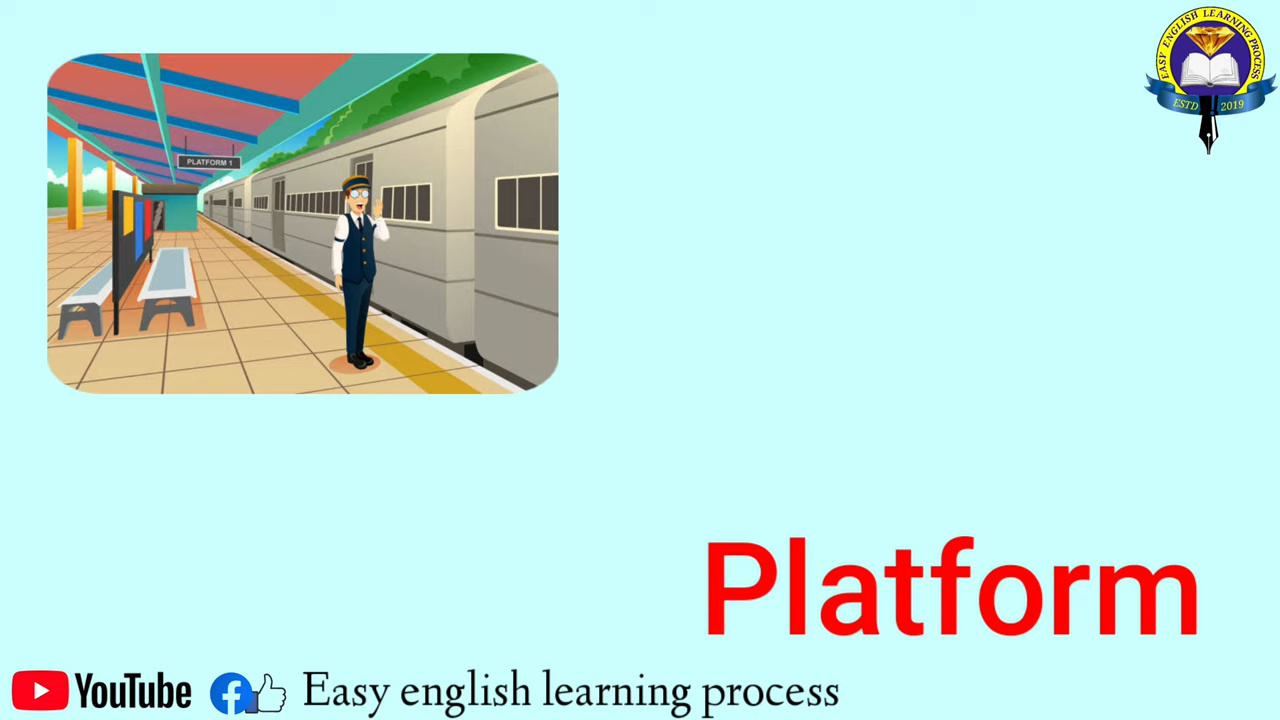 EASY ENGLISH LEARNING PROCESS
ESTD 2019
PLATFORM 1
Platform
YouTube Easy english learning process